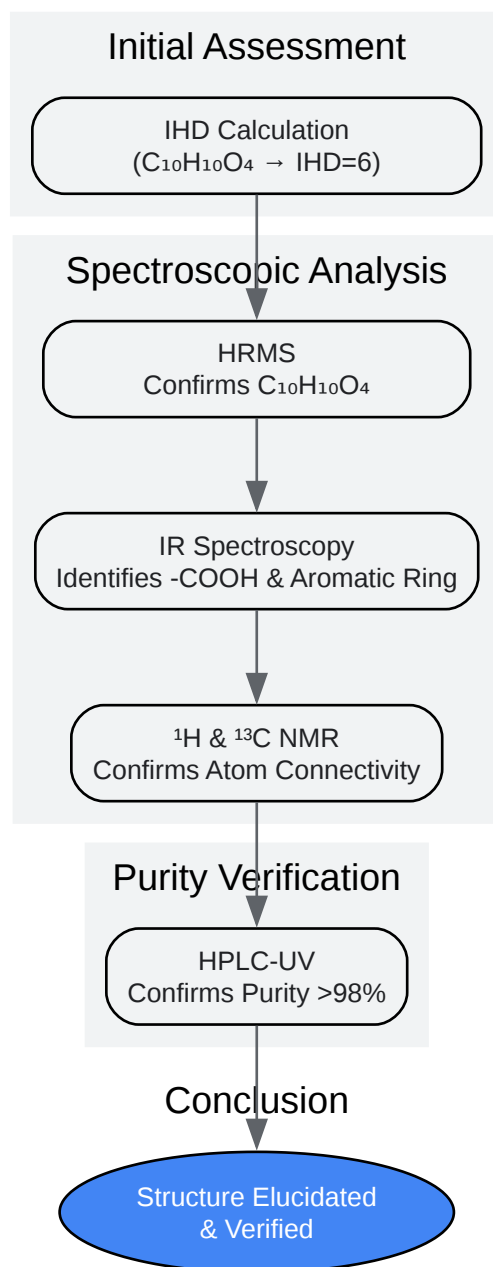 Initial Assessment
IHD Calculation
(C₁₀H₁₀O₄ → IHD=6)
Spectroscopic Analysis
HRMS
Confirms C₁₀H₁₀O₄
IR Spectroscopy
Identifies -COOH & Aromatic Ring
¹H & ¹³C NMR
Confirms Atom Connectivity
Purity Verification
HPLC-UV
Confirms Purity >98%
Conclusion
Structure Elucidated
& Verified